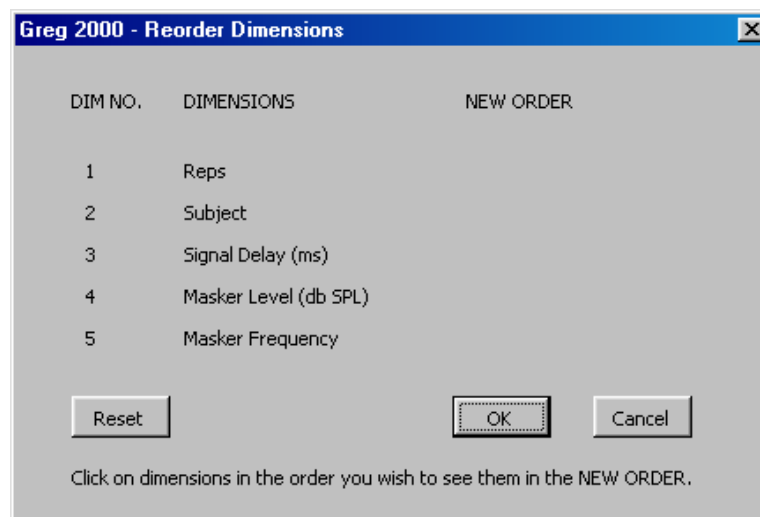 Greg 2000 - Reorder Dimensions
DIM NO. DIMENSIONS NEW ORDER
1 Reps
2 Subject
3 Signal Delay (ms)
4 Masker Level (db SPL)
5 Masker Frequency
Reset OK Cancel
Click on dimensions in the order you wish to see them in the NEW ORDER.